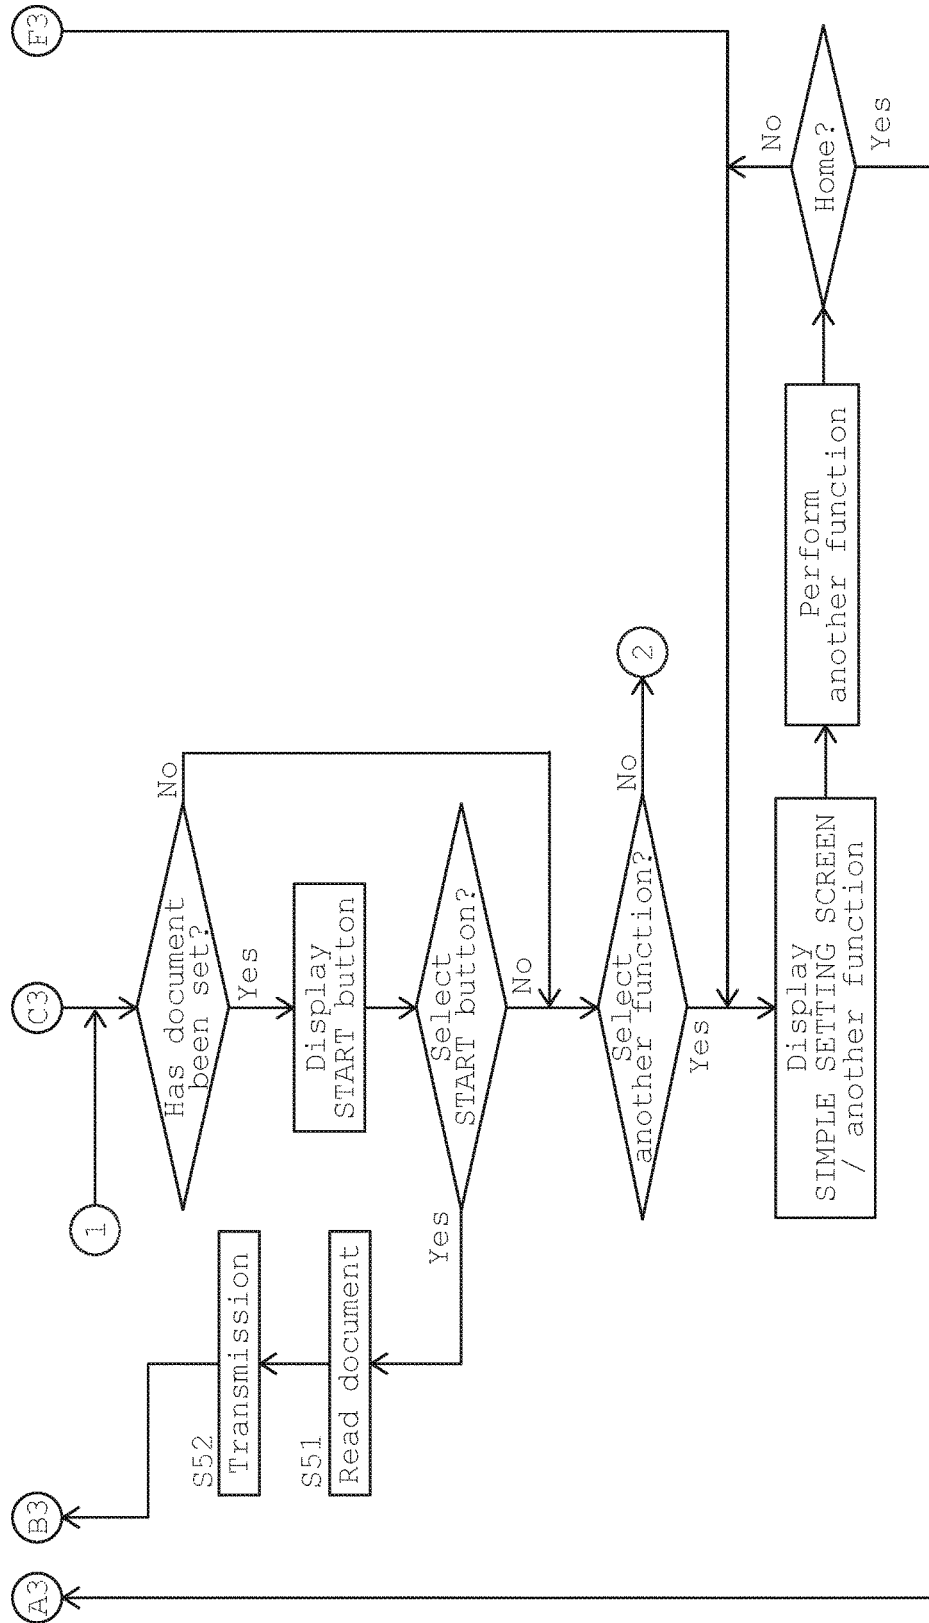 A3
B3
C3
E3
1
Has document
been set?
No
Yes
S52
Transmission
Display
START button
S51
Read document
Yes
Select
START button?
No
Select
another function?
No
2
Yes
Display
SIMPLE SETTING SCREEN
/ another function
Perform
another function
Home?
No
Yes